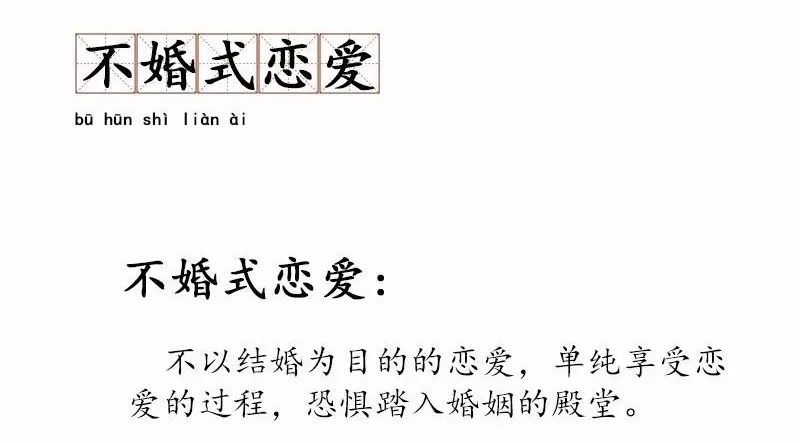 不婚式恋爱
bū hūn shì liàn ài
不婚式恋爱：
不以结婚为目的的恋爱，单纯享受恋
爱的过程，恐惧踏入婚姻的殿堂。